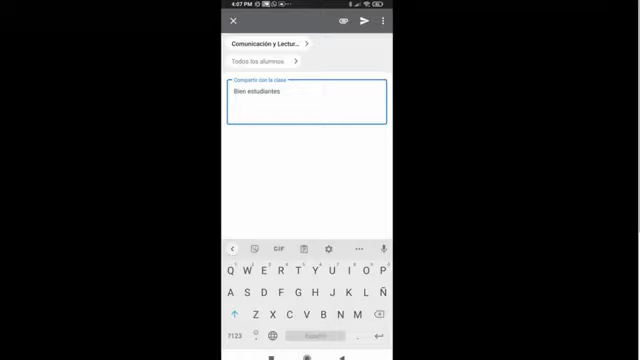 4:07 PM
Comunicación y Lectur...
Todos los alumnos
Compartir con la clase
Bien estudiantes
GIF
Q W E R T Y U I O P
A S D F G H J K L Ñ
Z X C V B N M
?123
Español